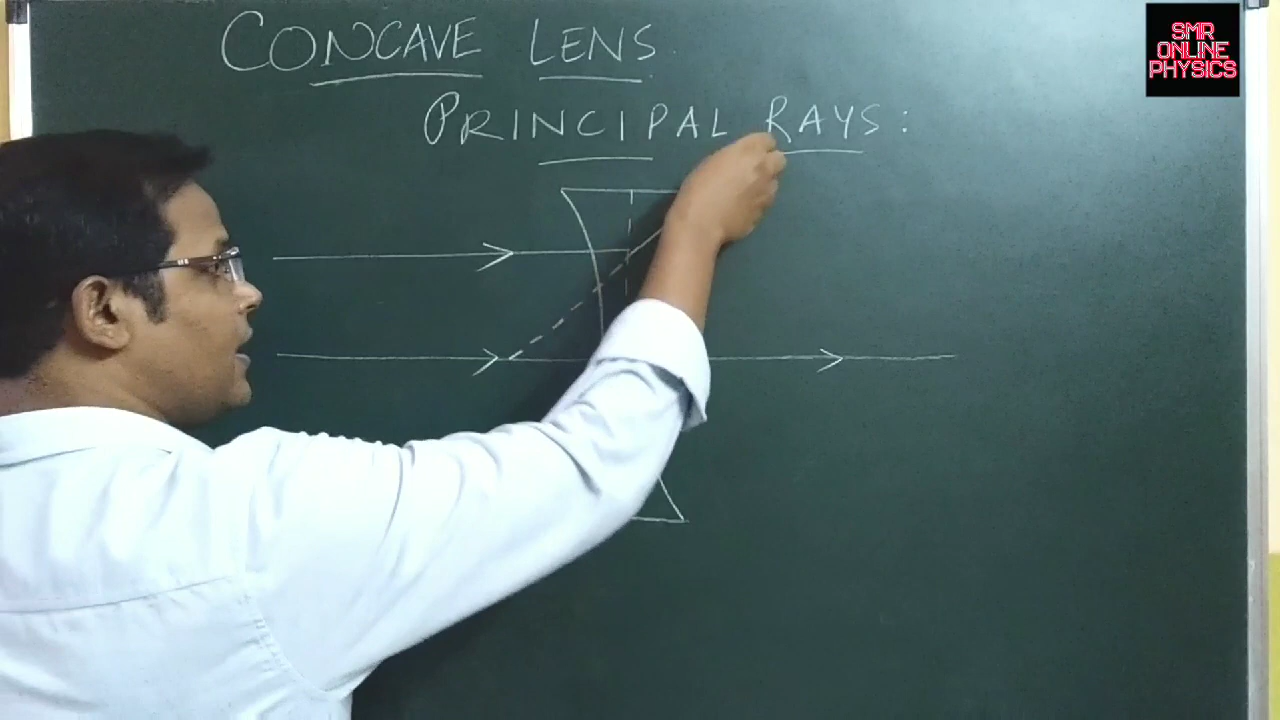 CONCAVE LENS.
PRINCIPAL RAYS:
SMR
ONLINE
PHYSICS